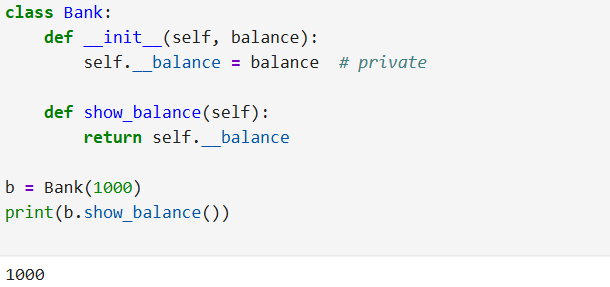 class Bank:
    def __init__(self, balance):
        self.__balance = balance  # private

    def show_balance(self):
        return self.__balance

b = Bank(1000)
print(b.show_balance())

1000